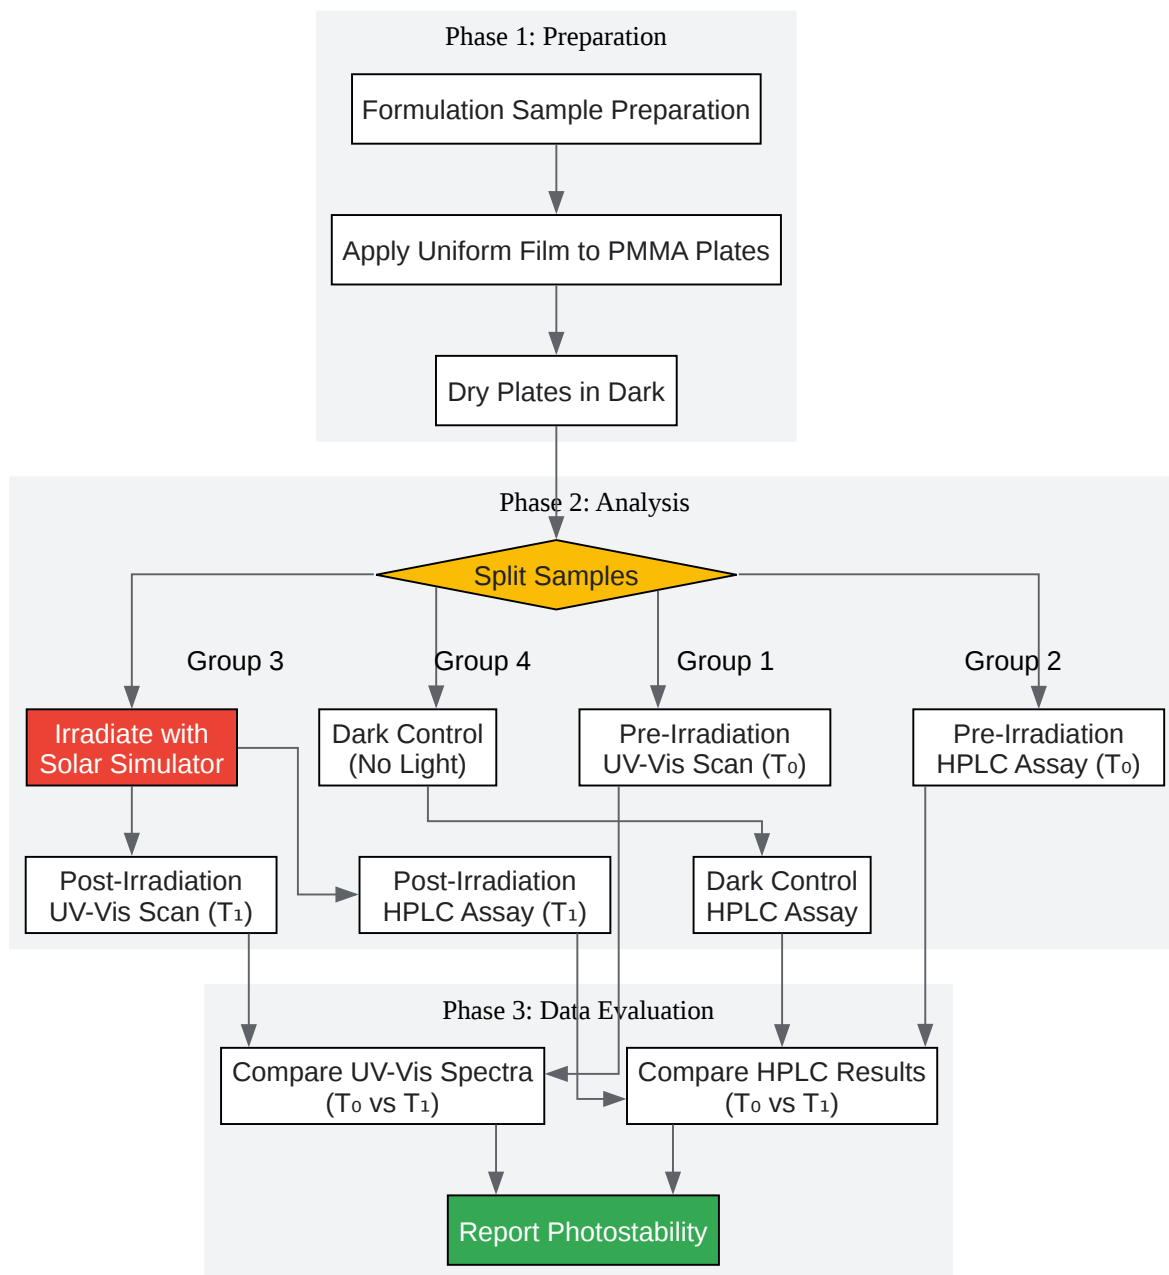 Phase 1: Preparation
Formulation Sample Preparation
Apply Uniform Film to PMMA Plates
Dry Plates in Dark
Phase 2: Analysis
Split Samples
Group 3
Group 4
Group 1
Group 2
Irradiate with
Solar Simulator
Dark Control
(No Light)
Pre-Irradiation
UV-Vis Scan (T₀)
Pre-Irradiation
HPLC Assay (T₀)
Post-Irradiation
UV-Vis Scan (T₁)
Post-Irradiation
HPLC Assay (T₁)
Dark Control
HPLC Assay
Phase 3: Data Evaluation
Compare UV-Vis Spectra
(T₀ vs T₁)
Compare HPLC Results
(T₀ vs T₁)
Report Photostability